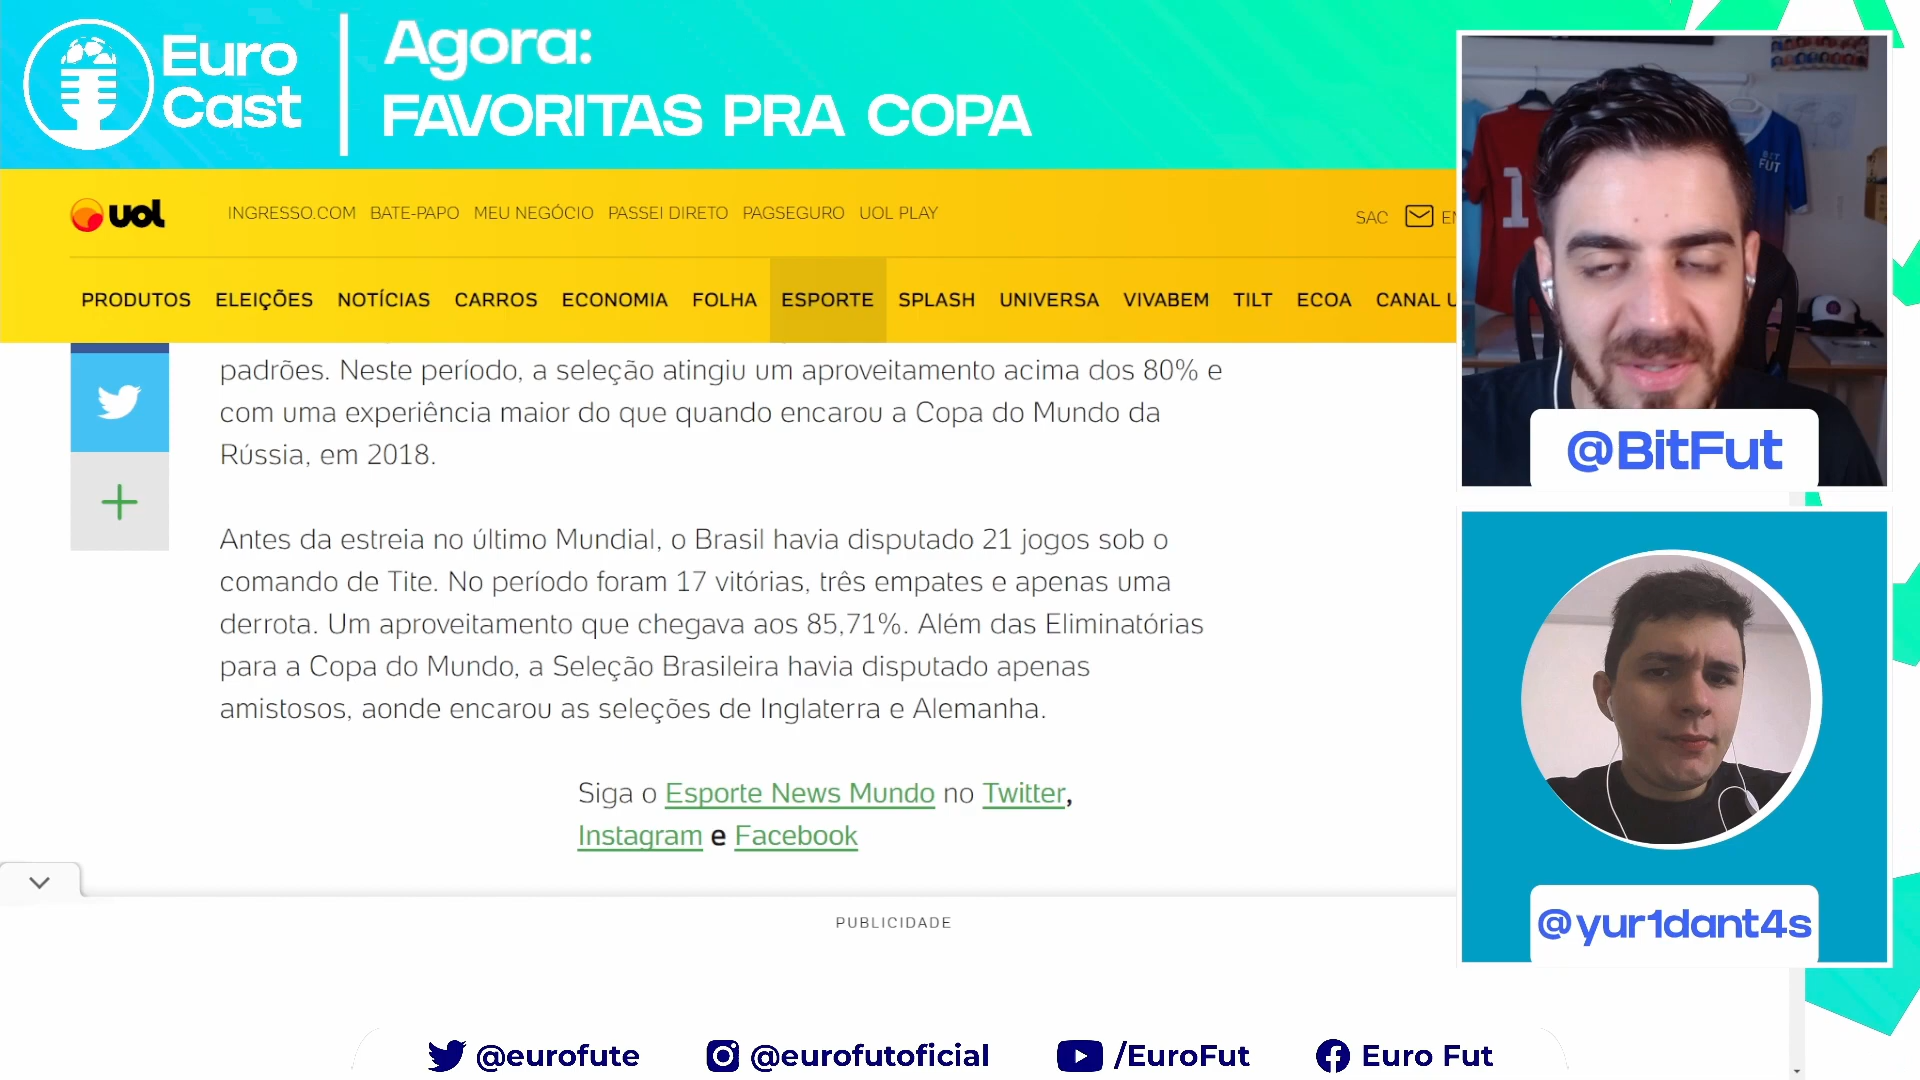 Euro
Cast
Agora:
FAVORITAS PRA COPA
uol
INGRESSO.COM BATE-PAPO MEU NEGÓCIO PASSEI DIRETO PAGSEGURO UOL PLAY
SAC
PRODUTOS ELEIÇÕES NOTÍCIAS CARROS ECONOMIA FOLHA ESPORTE SPLASH UNIVERSA VIVABEM TILT ECOA CANAL U
padrões. Neste período, a seleção atingiu um aproveitamento acima dos 80% e
com uma experiência maior do que quando encarou a Copa do Mundo da
Rússia, em 2018.
Antes da estreia no último Mundial, o Brasil havia disputado 21 jogos sob o
comando de Tite. No período foram 17 vitórias, três empates e apenas uma
derrota. Um aproveitamento que chegava aos 85,71%. Além das Eliminatórias
para a Copa do Mundo, a Seleção Brasileira havia disputado apenas
amistosos, aonde encarou as seleções de Inglaterra e Alemanha.
Siga o Esporte News Mundo no Twitter,
Instagram e Facebook
PUBLICIDADE
1
BIT
FUT
@BitFut
@yur1dant4s
@eurofute @eurofutoficial /EuroFut Euro Fut